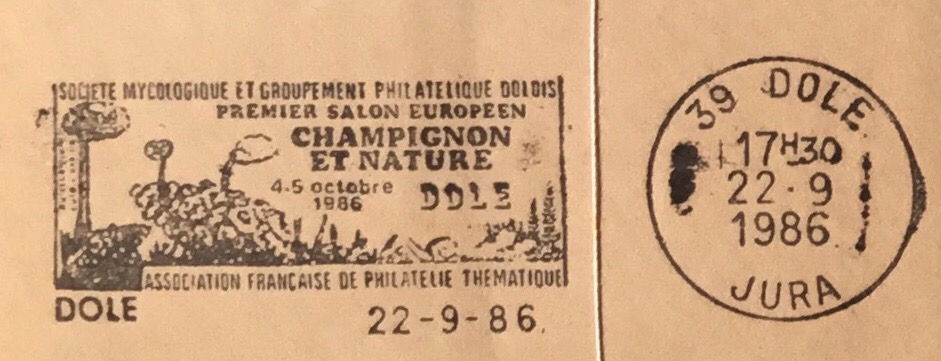 SOCIETE MYCOLOGIQUE ET GROUPEMENT PHILATELIQUE DOLOIS
PREMIER SALON EUROPEEN
CHAMPIGNON
ET NATURE
4-5 octobre
1986
DOLE
ASSOCIATION FRANÇAISE DE PHILATELIE THEMATIQUE
DOLE
22-9-86.
39 DOLE
17H30
22·9
1986
JURA